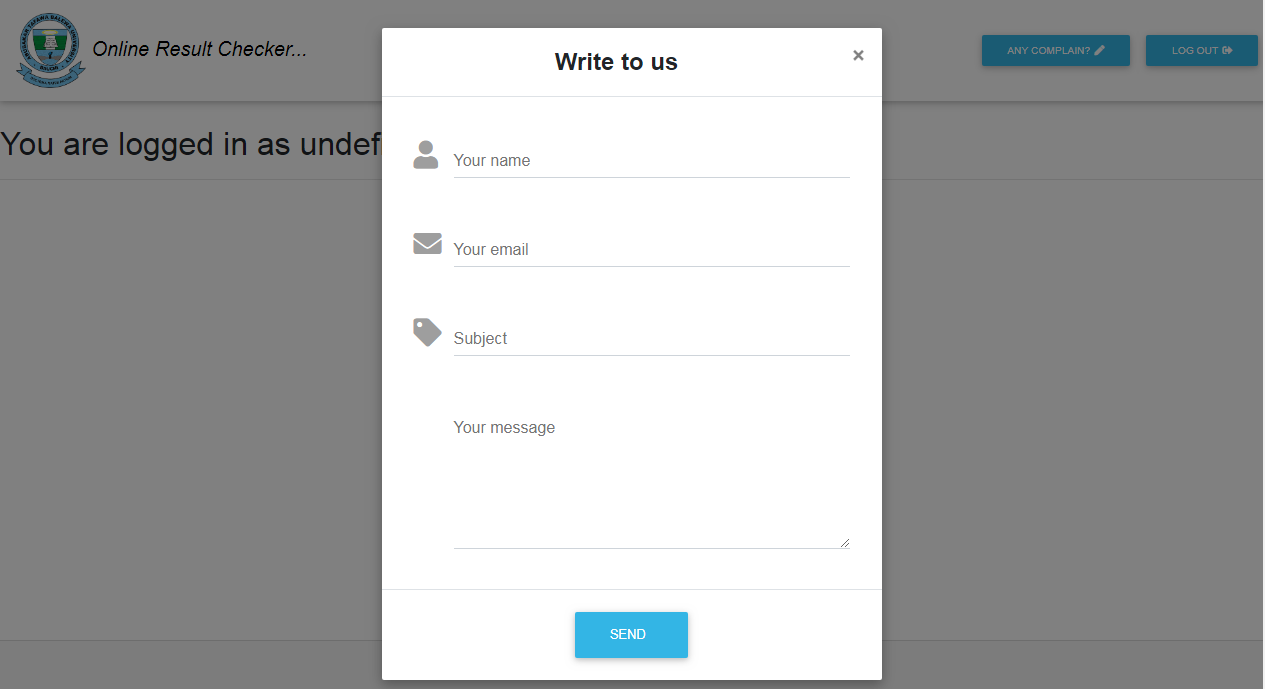 Online Result Checker...
ANY COMPLAIN?
LOG OUT
You are logged in as undef
Write to us
×
Your name
Your email
Subject
Your message
SEND